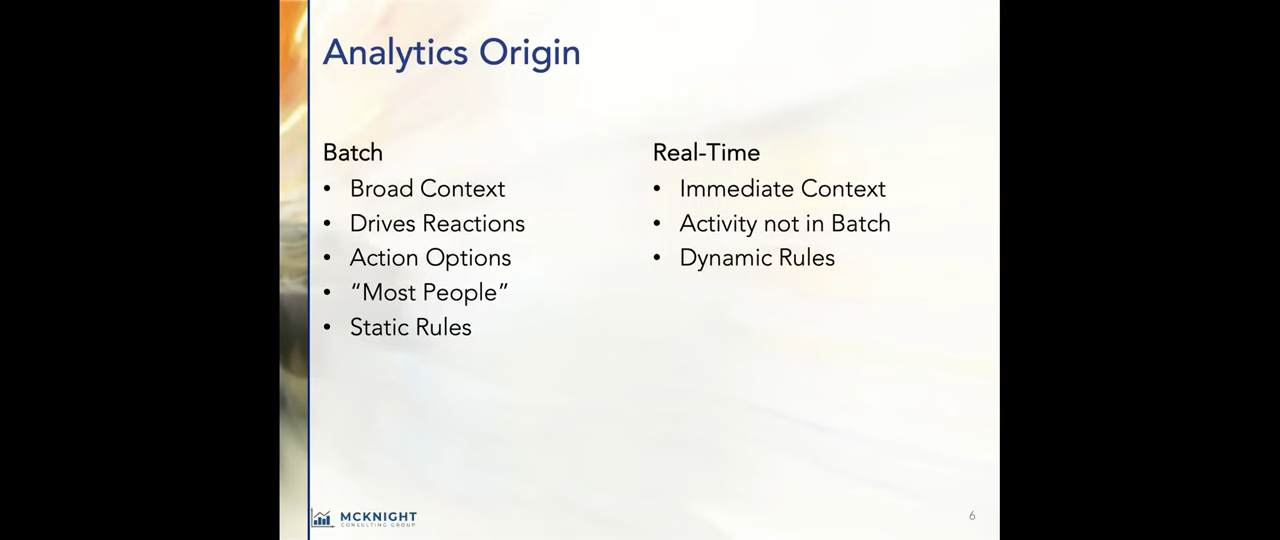 Analytics Origin
Batch
• Broad Context
• Drives Reactions
• Action Options
• “Most People”
• Static Rules
Real-Time
• Immediate Context
• Activity not in Batch
• Dynamic Rules
MCKNIGHT
CONSULTING GROUP
6